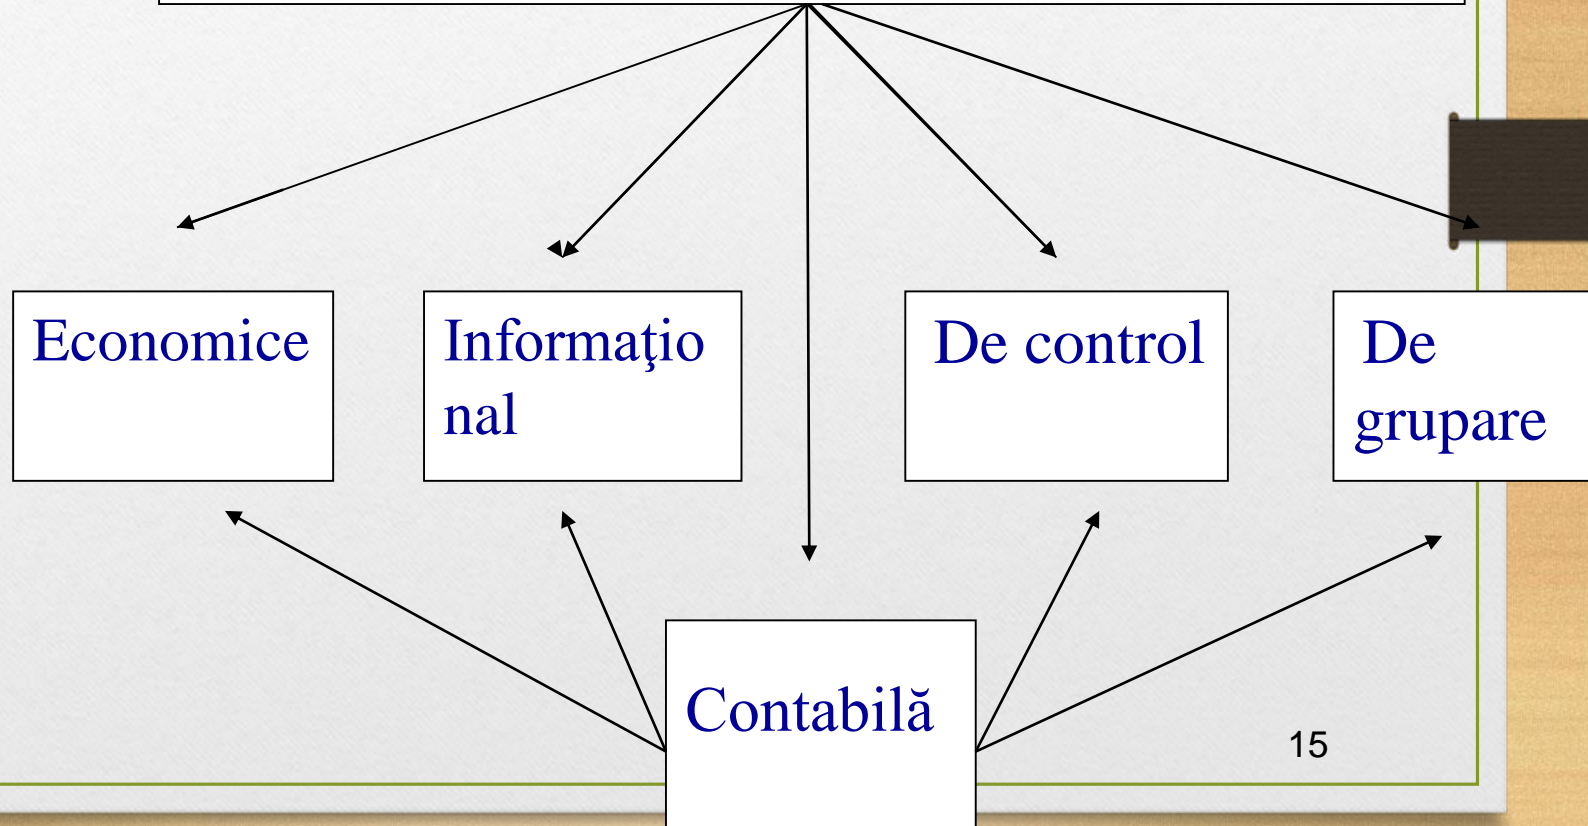 Economice
Informaţio
nal
De control
De
grupare
Contabilă
15